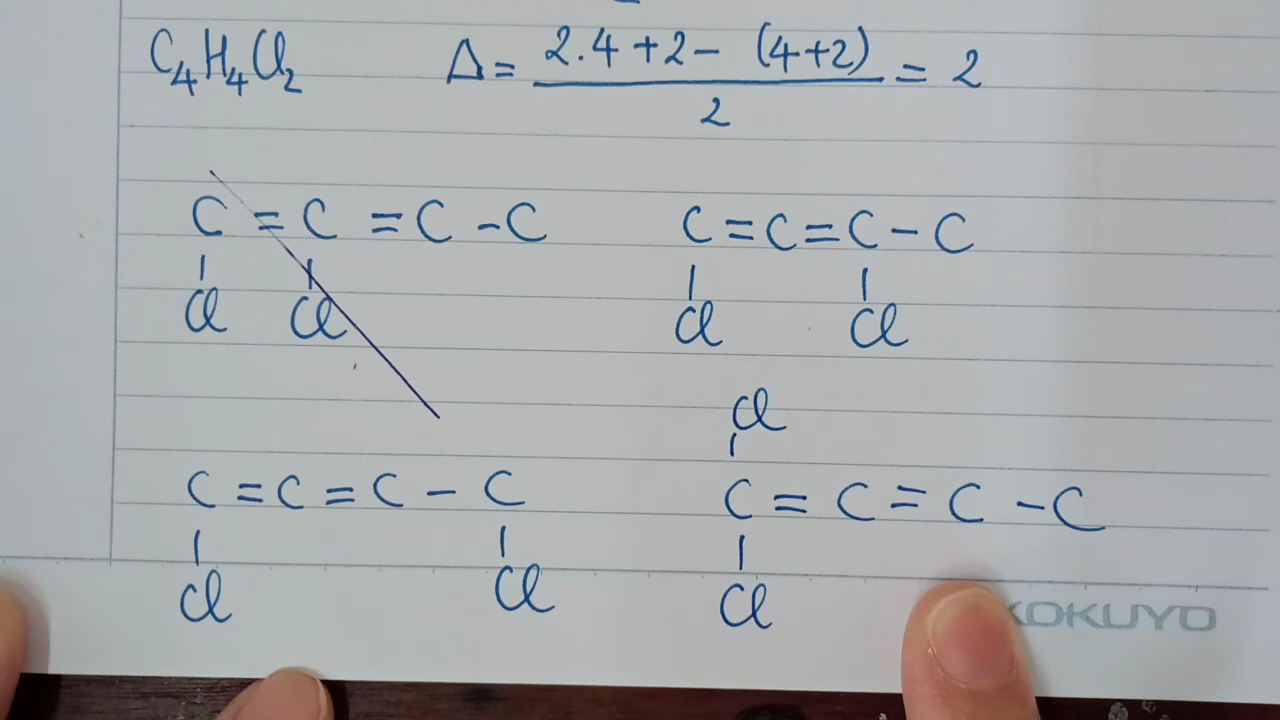 C₄H₄Cl₂ Δ = (2.4 + 2 − (4+2)) / 2 = 2
C = C = C - C C = C = C - C
Cl Cl Cl Cl
Cl
C = C = C - C C = C = C - C
Cl Cl Cl
KOKUYO